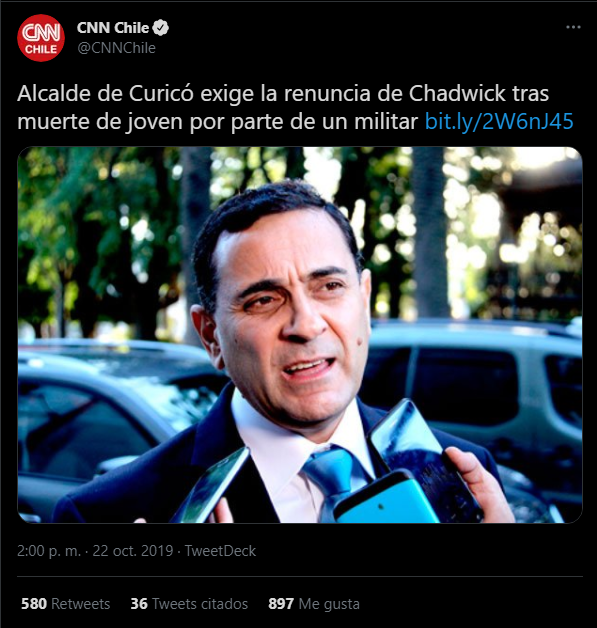 CNN
CHILE
CNN Chile
@CNNChile
Alcalde de Curicó exige la renuncia de Chadwick tras
muerte de joven por parte de un militar bit.ly/2W6nJ45
2:00 p. m. · 22 oct. 2019 · TweetDeck
580 Retweets 36 Tweets citados 897 Me gusta